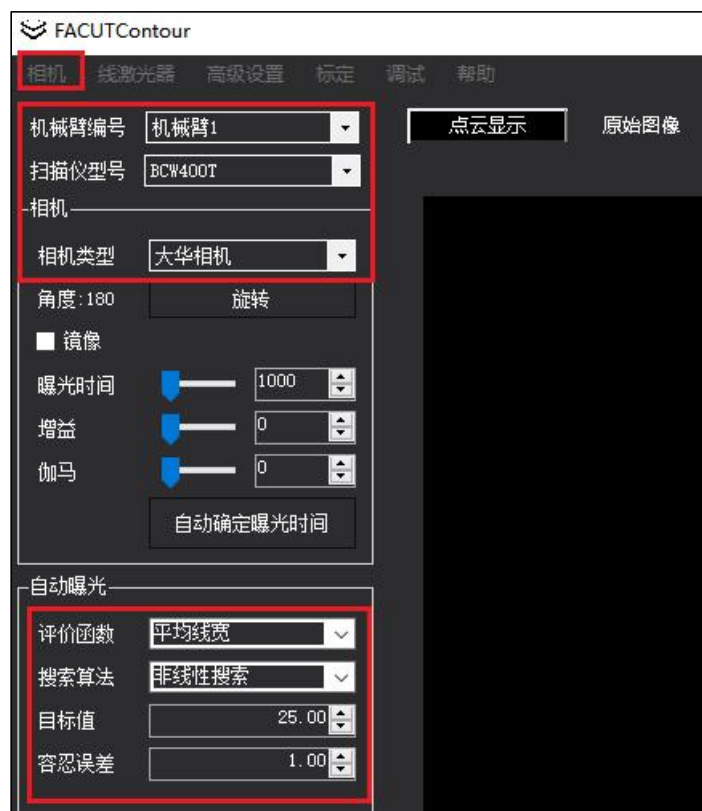 FACUTContour
相机 线激光器 高级设置 标定 调试 帮助
机械臂编号 机械臂1
点云显示 原始图像
扫描仪型号 BCW400T
相机
相机类型 大华相机
角度:180 旋转
镜像
曝光时间 1000
增益 0
伽马 0
自动确定曝光时间
自动曝光
评价函数 平均线宽
搜索算法 非线性搜索
目标值 25.00
容忍误差 1.00